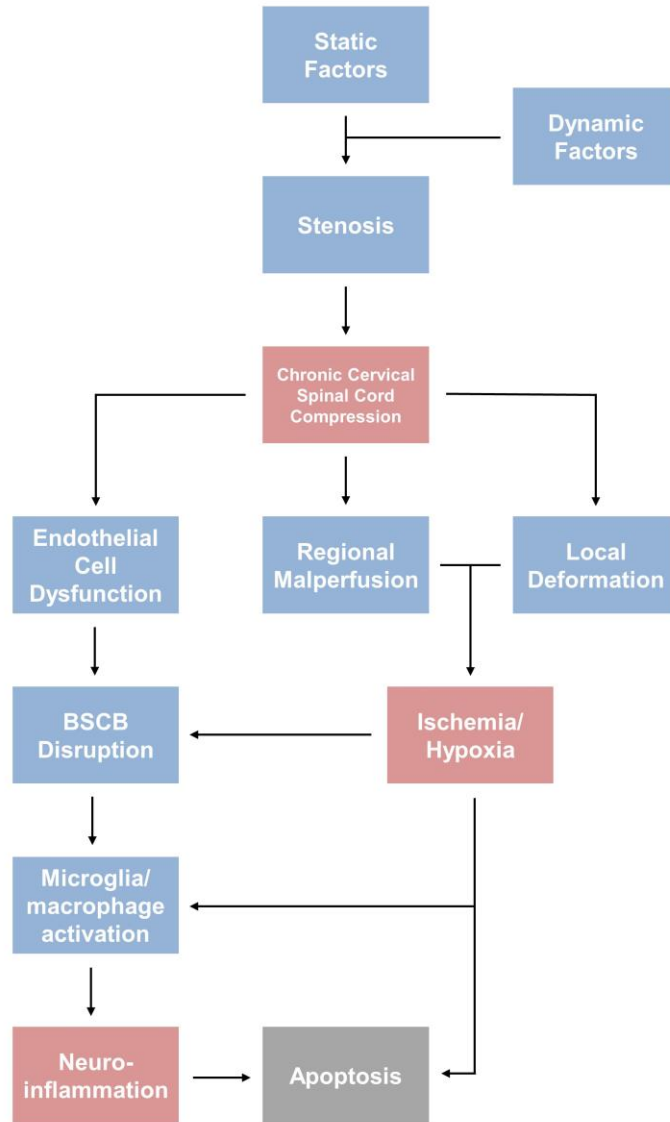 Static
Factors
Dynamic
Factors
Stenosis
Chronic Cervical
Spinal Cord
Compression
Endothelial
Cell
Dysfunction
Regional
Malperfusion
Local
Deformation
BSCB
Disruption
Ischemia/
Hypoxia
Microglia/
macrophage
activation
Neuro-
inflammation
Apoptosis